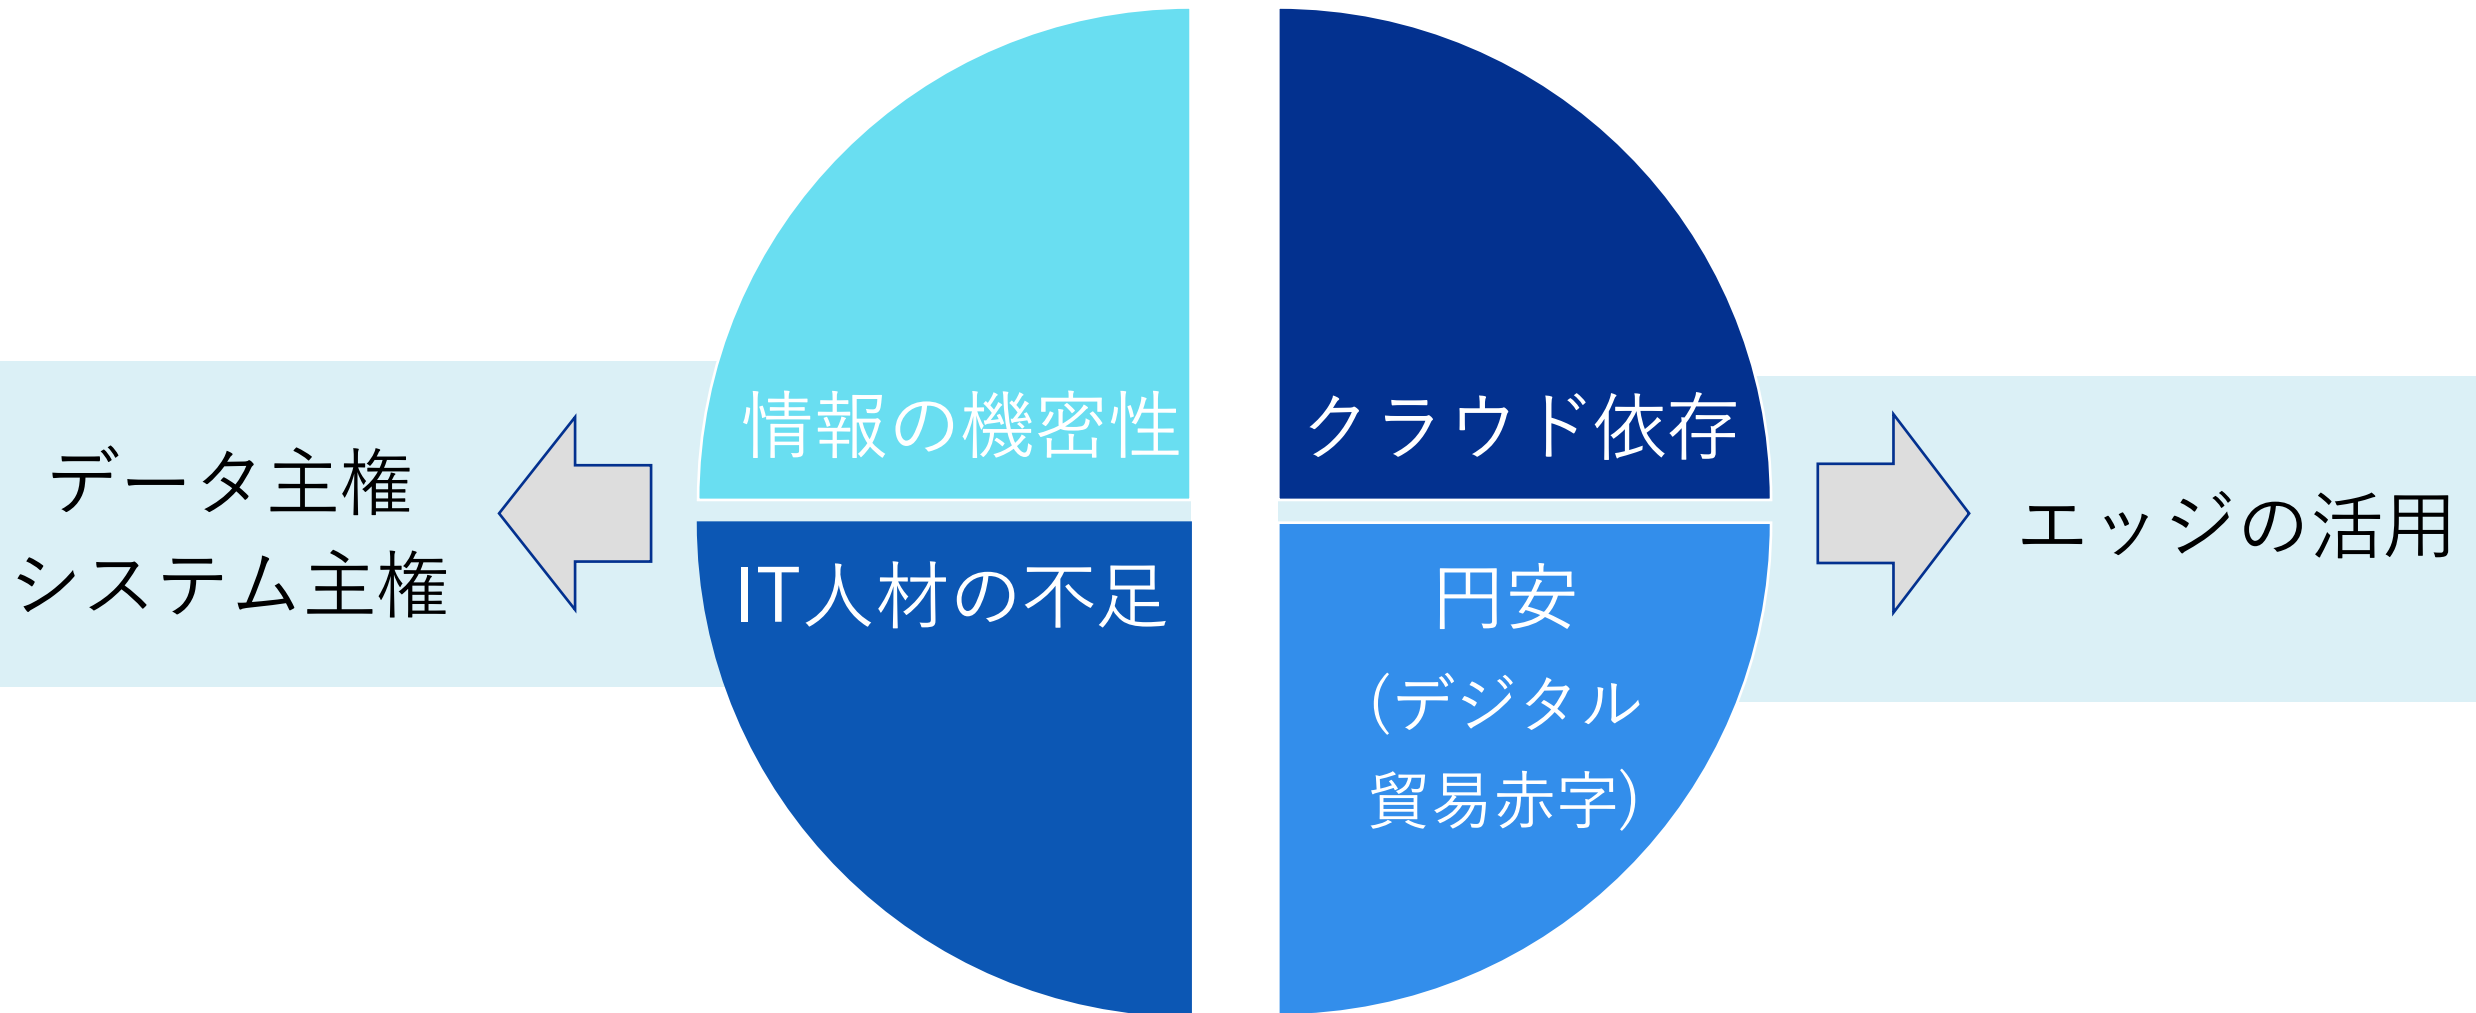 情報の機密性
クラウド依存
データ主権
システム主権
エッジの活用
IT人材の不足
円安
(デジタル
貿易赤字)